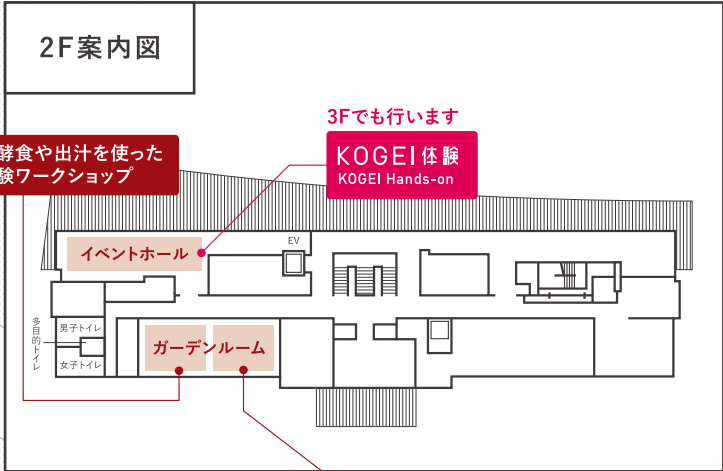 2F案内図
3Fでも行います
KOGEI体験
KOGEI Hands-on
酵食や出汁を使った
験ワークショップ
イベントホール
EV
多目的トイレ
男子トイレ
女子トイレ
ガーデンルーム